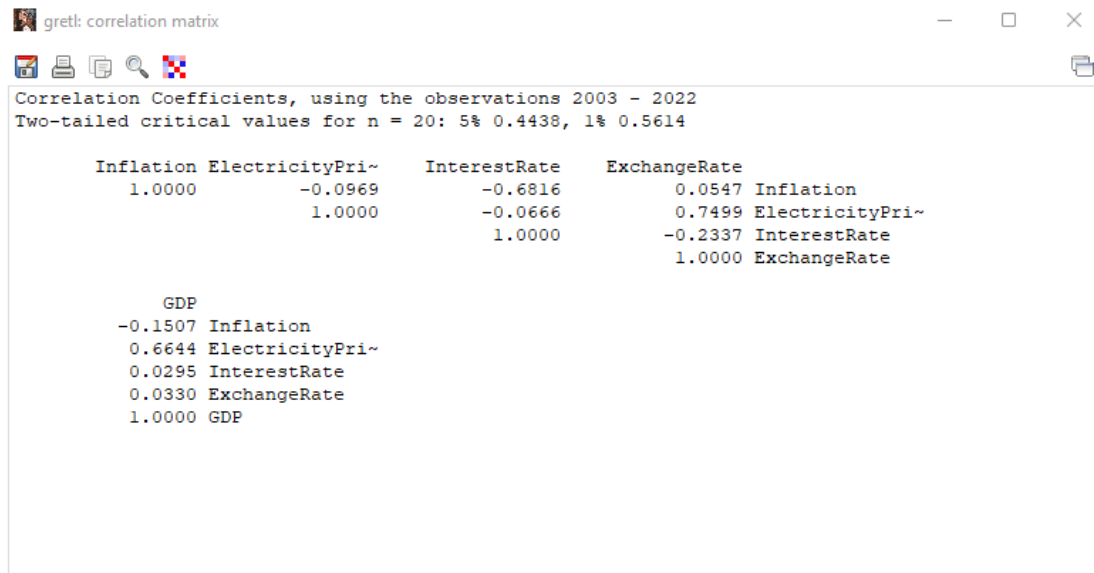 gretl: correlation matrix
Correlation Coefficients, using the observations 2003 - 2022
Two-tailed critical values for n = 20: 5% 0.4438, 1% 0.5614
Inflation ElectricityPri~ InterestRate ExchangeRate
1.0000 -0.0969 -0.6816 0.0547 Inflation
1.0000 -0.0666 0.7499 ElectricityPri~
1.0000 -0.2337 InterestRate
1.0000 ExchangeRate
GDP
-0.1507 Inflation
0.6644 ElectricityPri~
0.0295 InterestRate
0.0330 ExchangeRate
1.0000 GDP